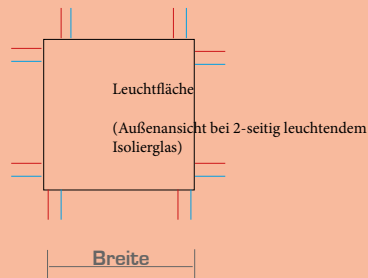 Leuchtfläche
(Außenansicht bei 2-seitig leuchtendem
Isolierglas)
Breite